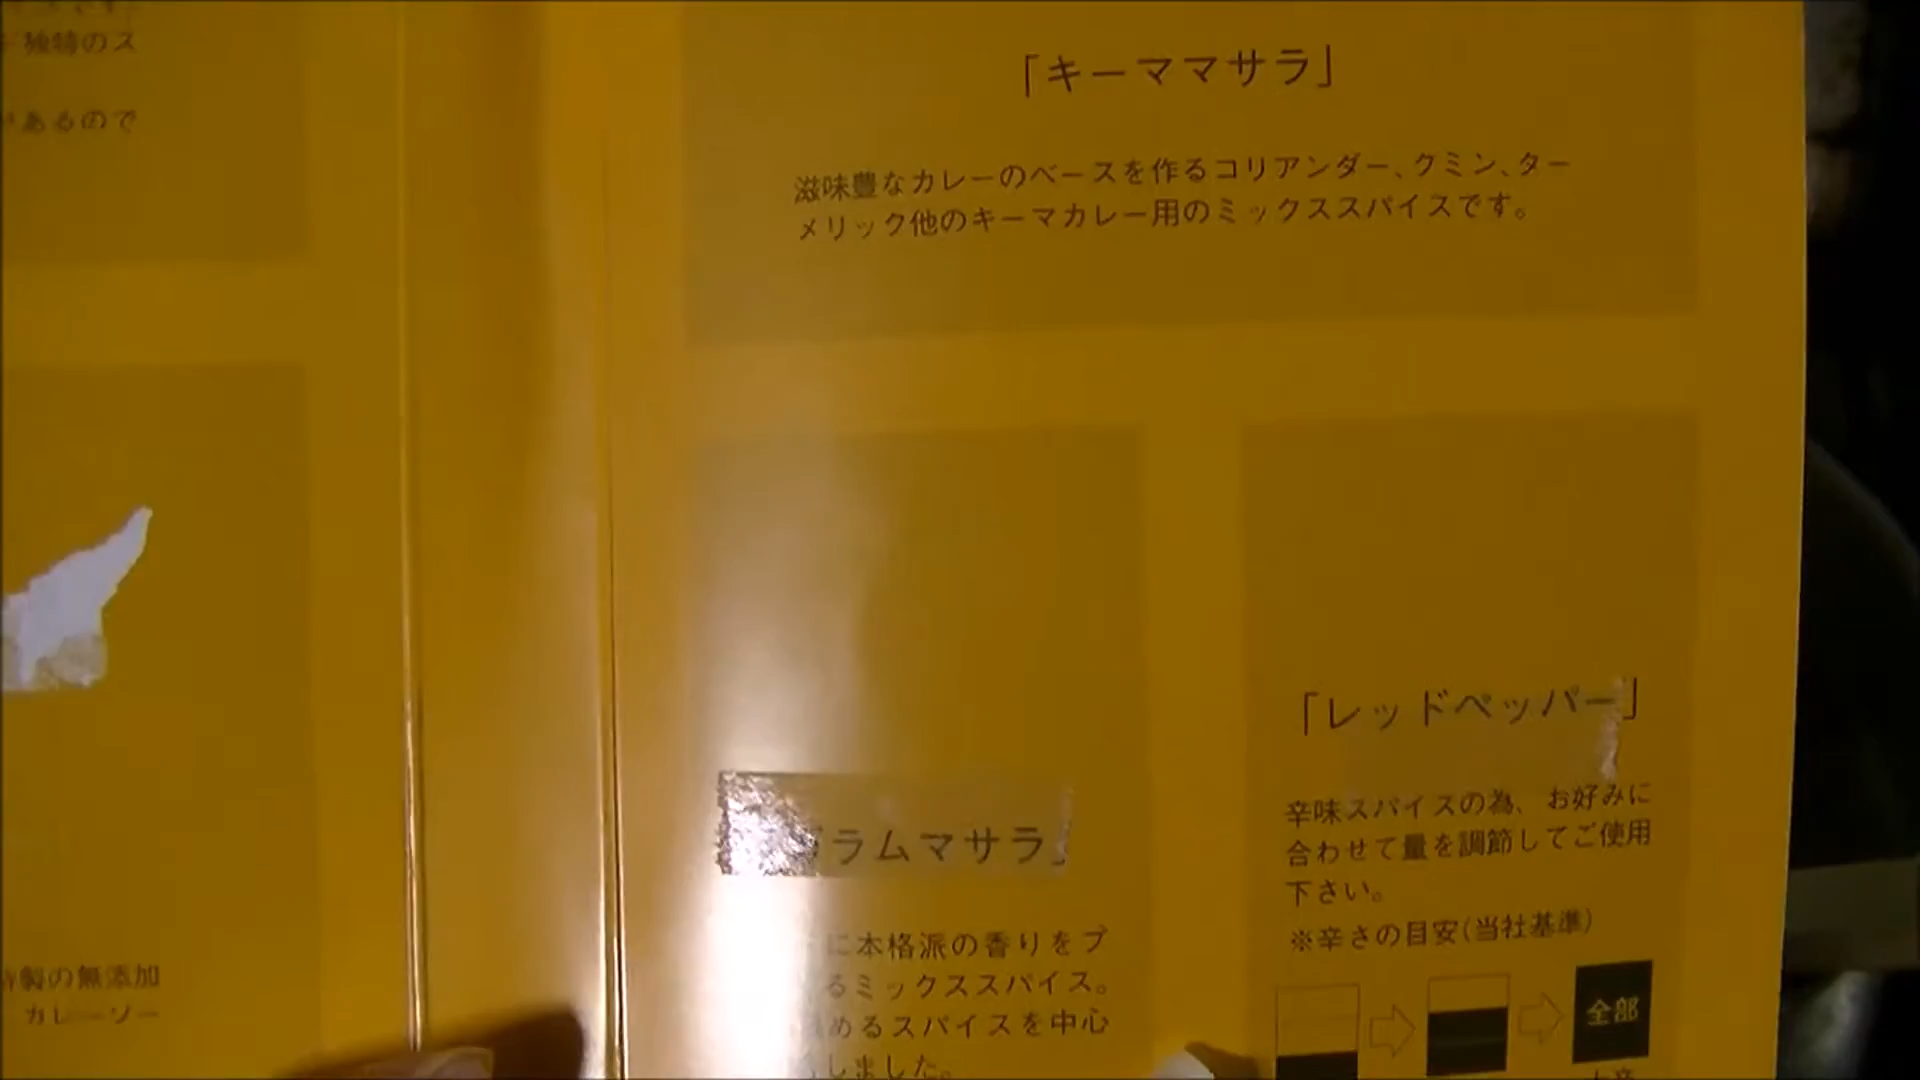 独特のス
あるので
「キーママサラ」
滋味豊なカレーのベースを作るコリアンダー、クミン、ター
メリック他のキーマカレー用のミックススパイスです。
「レッドペッパー」
辛味スパイスの為、お好みに
合わせて量を調節してご使用
下さい。
※辛さの目安(当社基準)
全部
ラムマサラ」
に本格派の香りをプ
るミックススパイス。
めるスパイスを中心
しました。
製の無添加
カレーソー